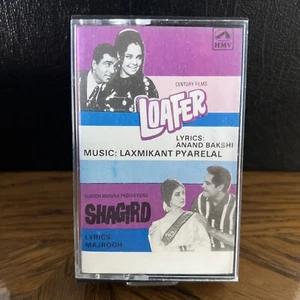 HMV
CENTURY FILMS
LOAFER
LYRICS:
ANAND BAKSHI
MUSIC: LAXMIKANT PYARELAL
SHAGIRD
LYRICS:
MAJROOH